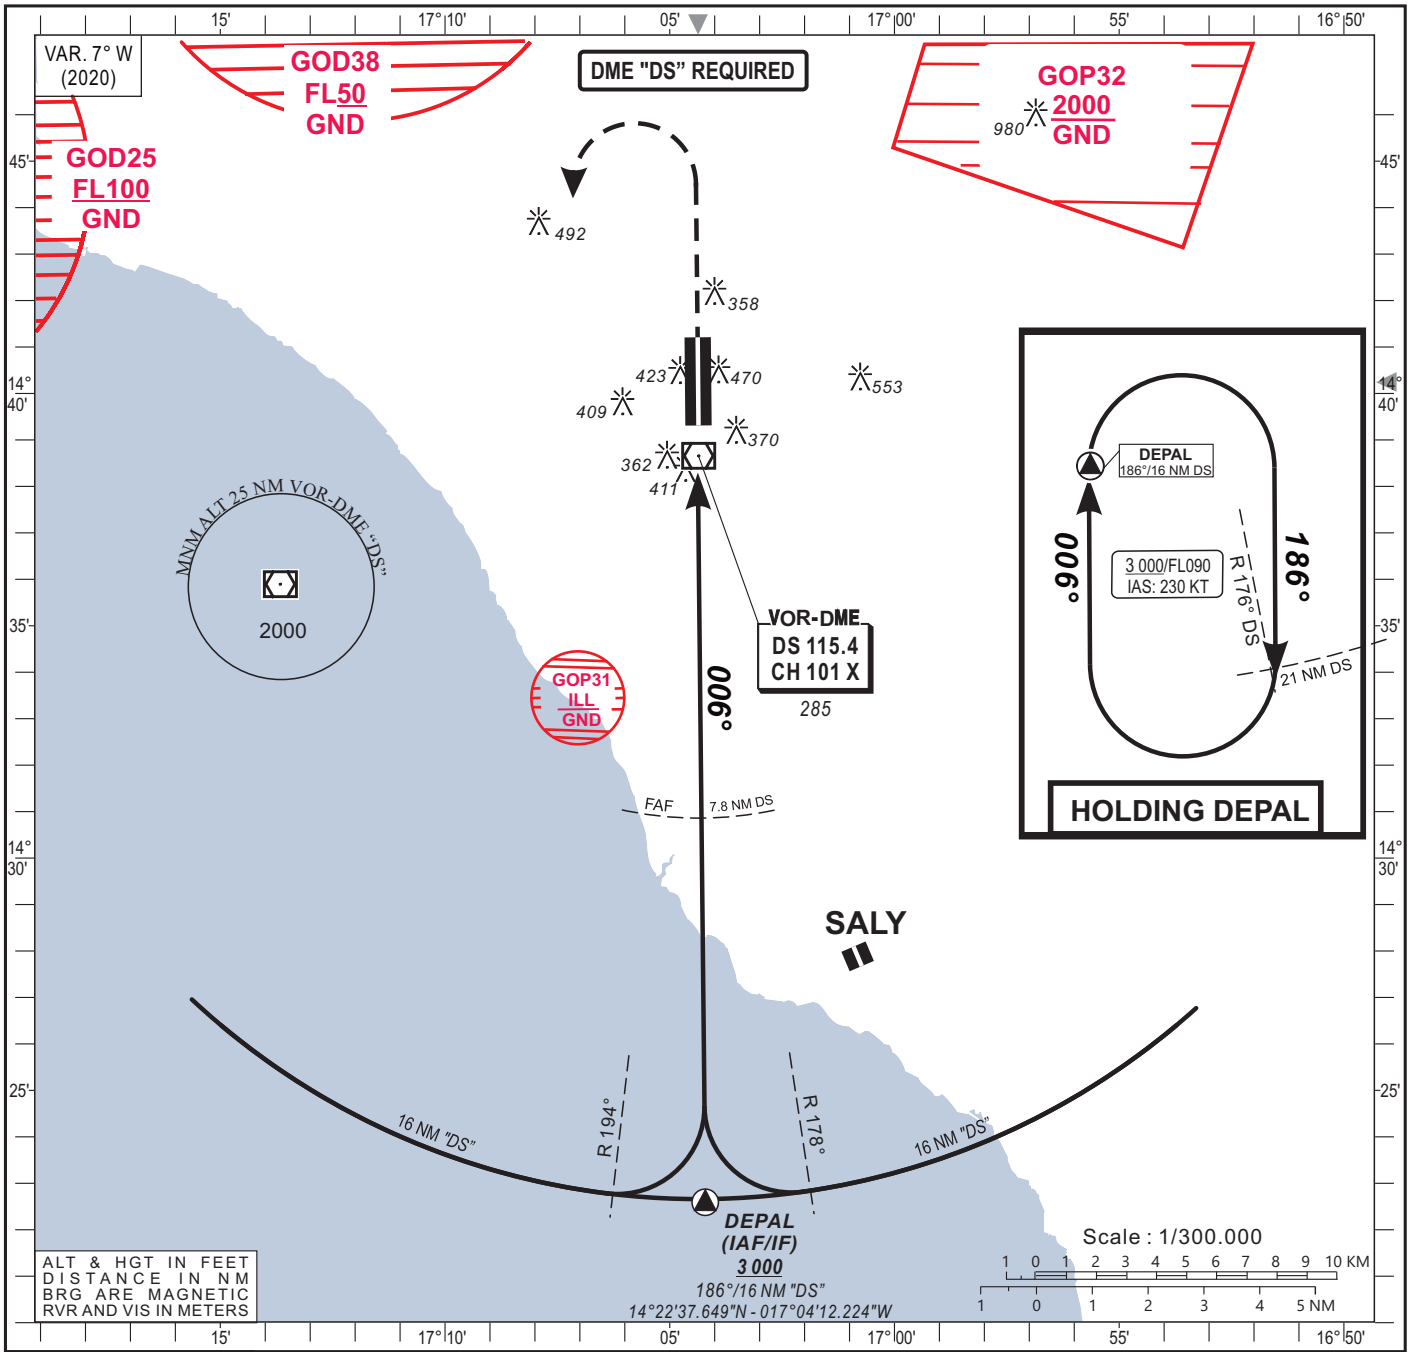 15'
17°10'
05'
17°00'
55'
16°50'
VAR. 7° W
(2020)
GOD38
FL50
GND
DME "DS” REQUIRED
GOP32
2000
GND
980
45'
45'
GOD25
FL100
GND
492
358
423
470
553
409
370
362
411
14°
40'
14°
40'
MNM ALT 25 NM VOR-DME “DS”
2000
DEPAL
186°/16 NM DS
006°
186°
3 000/FL090
IAS: 230 KT
R 176° DS
21 NM DS
HOLDING DEPAL
35'
35'
VOR-DME
DS 115.4
CH 101 X
285
GOP31
ILL
GND
006°
FAF
7.8 NM DS
14°
30'
14°
30'
SALY
25'
25'
16 NM "DS”
R 194°
R 178°
16 NM "DS”
DEPAL
(IAF/IF)
3 000
186°/16 NM "DS”
14°22'37.649"N - 017°04'12.224"W
ALT & HGT IN FEET
DISTANCE IN NM
BRG ARE MAGNETIC
RVR AND VIS IN METERS
Scale : 1/300.000
1 0 1 2 3 4 5 6 7 8 9 10 KM
1 0 1 2 3 4 5 NM
15'
17°10'
05'
17°00'
55'
16°50'